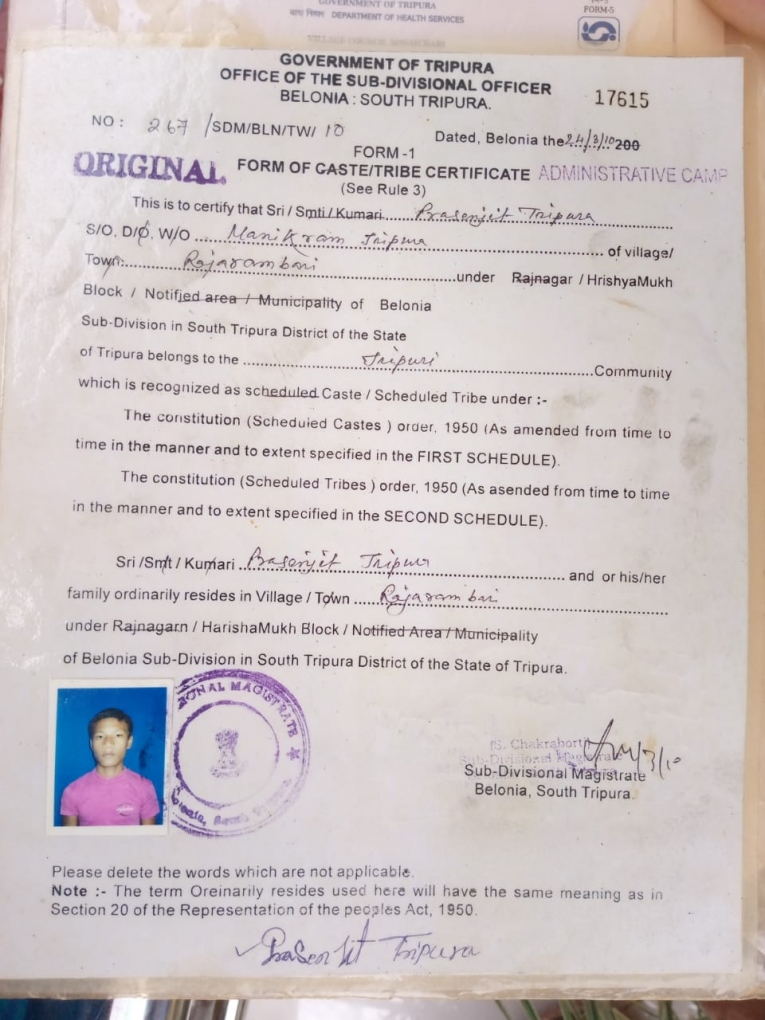 GOVERNMENT OF TRIPURA
DEPARTMENT OF HEALTH SERVICES
FORM-5
GOVERNMENT OF TRIPURA
OFFICE OF THE SUB-DIVISIONAL OFFICER
BELONIA : SOUTH TRIPURA.
17615
NO : 267 /SDM/BLN/TW/ 10
Dated, Belonia the 24/3/10 200
FORM -1
ORIGINAL FORM OF CASTE/TRIBE CERTIFICATE ADMINISTRATIVE CAMP
(See Rule 3)
This is to certify that Sri / Smti / Kumari Prasenjit Tripura
S/O, D/O, W/O Manikram Tripura of village/
Town Rajarambari under Rajnagar / HrishyaMukh
Block / Notified area / Municipality of Belonia
Sub-Division in South Tripura District of the State
of Tripura belongs to the Tripuri Community
which is recognized as scheduled Caste / Scheduled Tribe under :-
The constitution (Scheduled Castes ) order, 1950 (As amended from time to
time in the manner and to extent specified in the FIRST SCHEDULE).
The constitution (Scheduled Tribes ) order, 1950 (As asended from time to time
in the manner and to extent specified in the SECOND SCHEDULE).
Sri /Smt / Kumari Prasenjit Tripura and or his/her
family ordinarily resides in Village / Town Rajarambari
under Rajnagarn / HarishaMukh Block / Notified Area / Municipality
of Belonia Sub-Division in South Tripura District of the State of Tripura.
IONAL MAGISTRATE
(S. Chakraborty
Sub-Divisional Magistrate
Sub-Divisional Magistrate
Belonia, South Tripura.
Please delete the words which are not applicable.
Note :- The term Oreinarily resides used here will have the same meaning as in
Section 20 of the Representation of the peoples Act, 1950.
Prasenjit Tripura